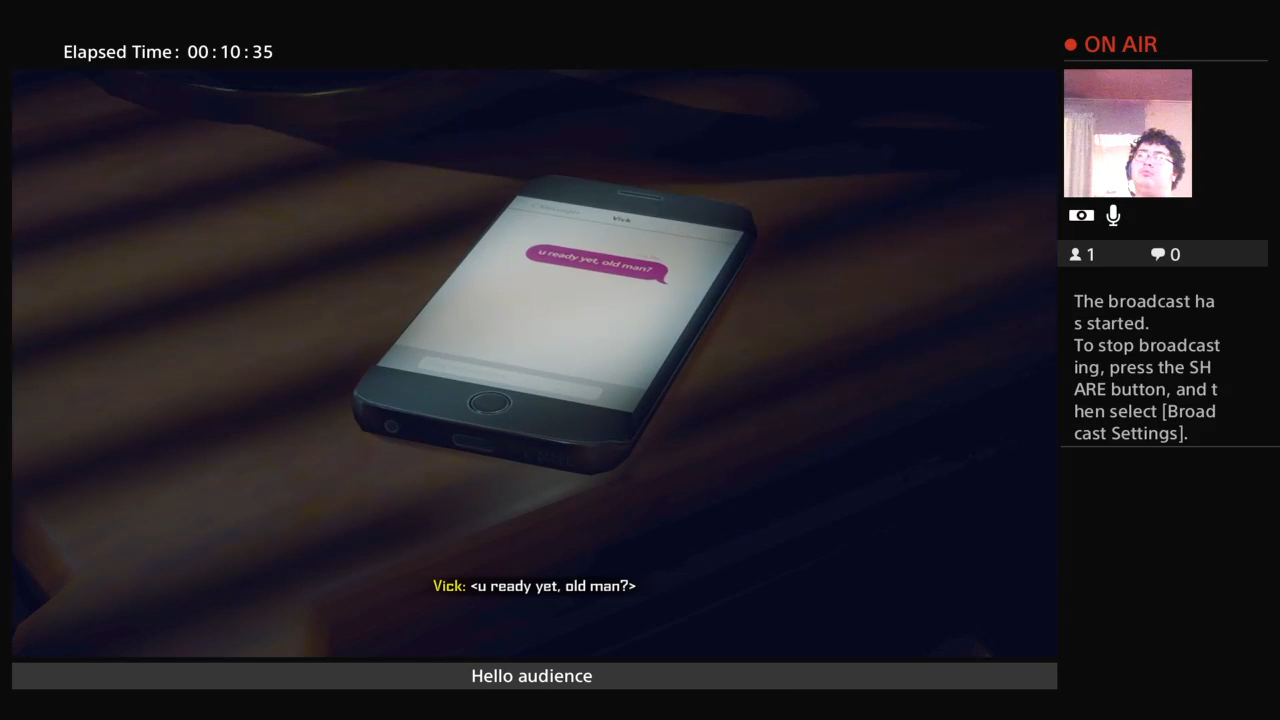 Elapsed Time: 00:10:35
ON AIR
Vick
u ready yet, old man?
1
0
The broadcast ha
s started.
To stop broadcast
ing, press the SH
ARE button, and t
hen select [Broad
cast Settings].
Vick: <u ready yet, old man?>
Hello audience